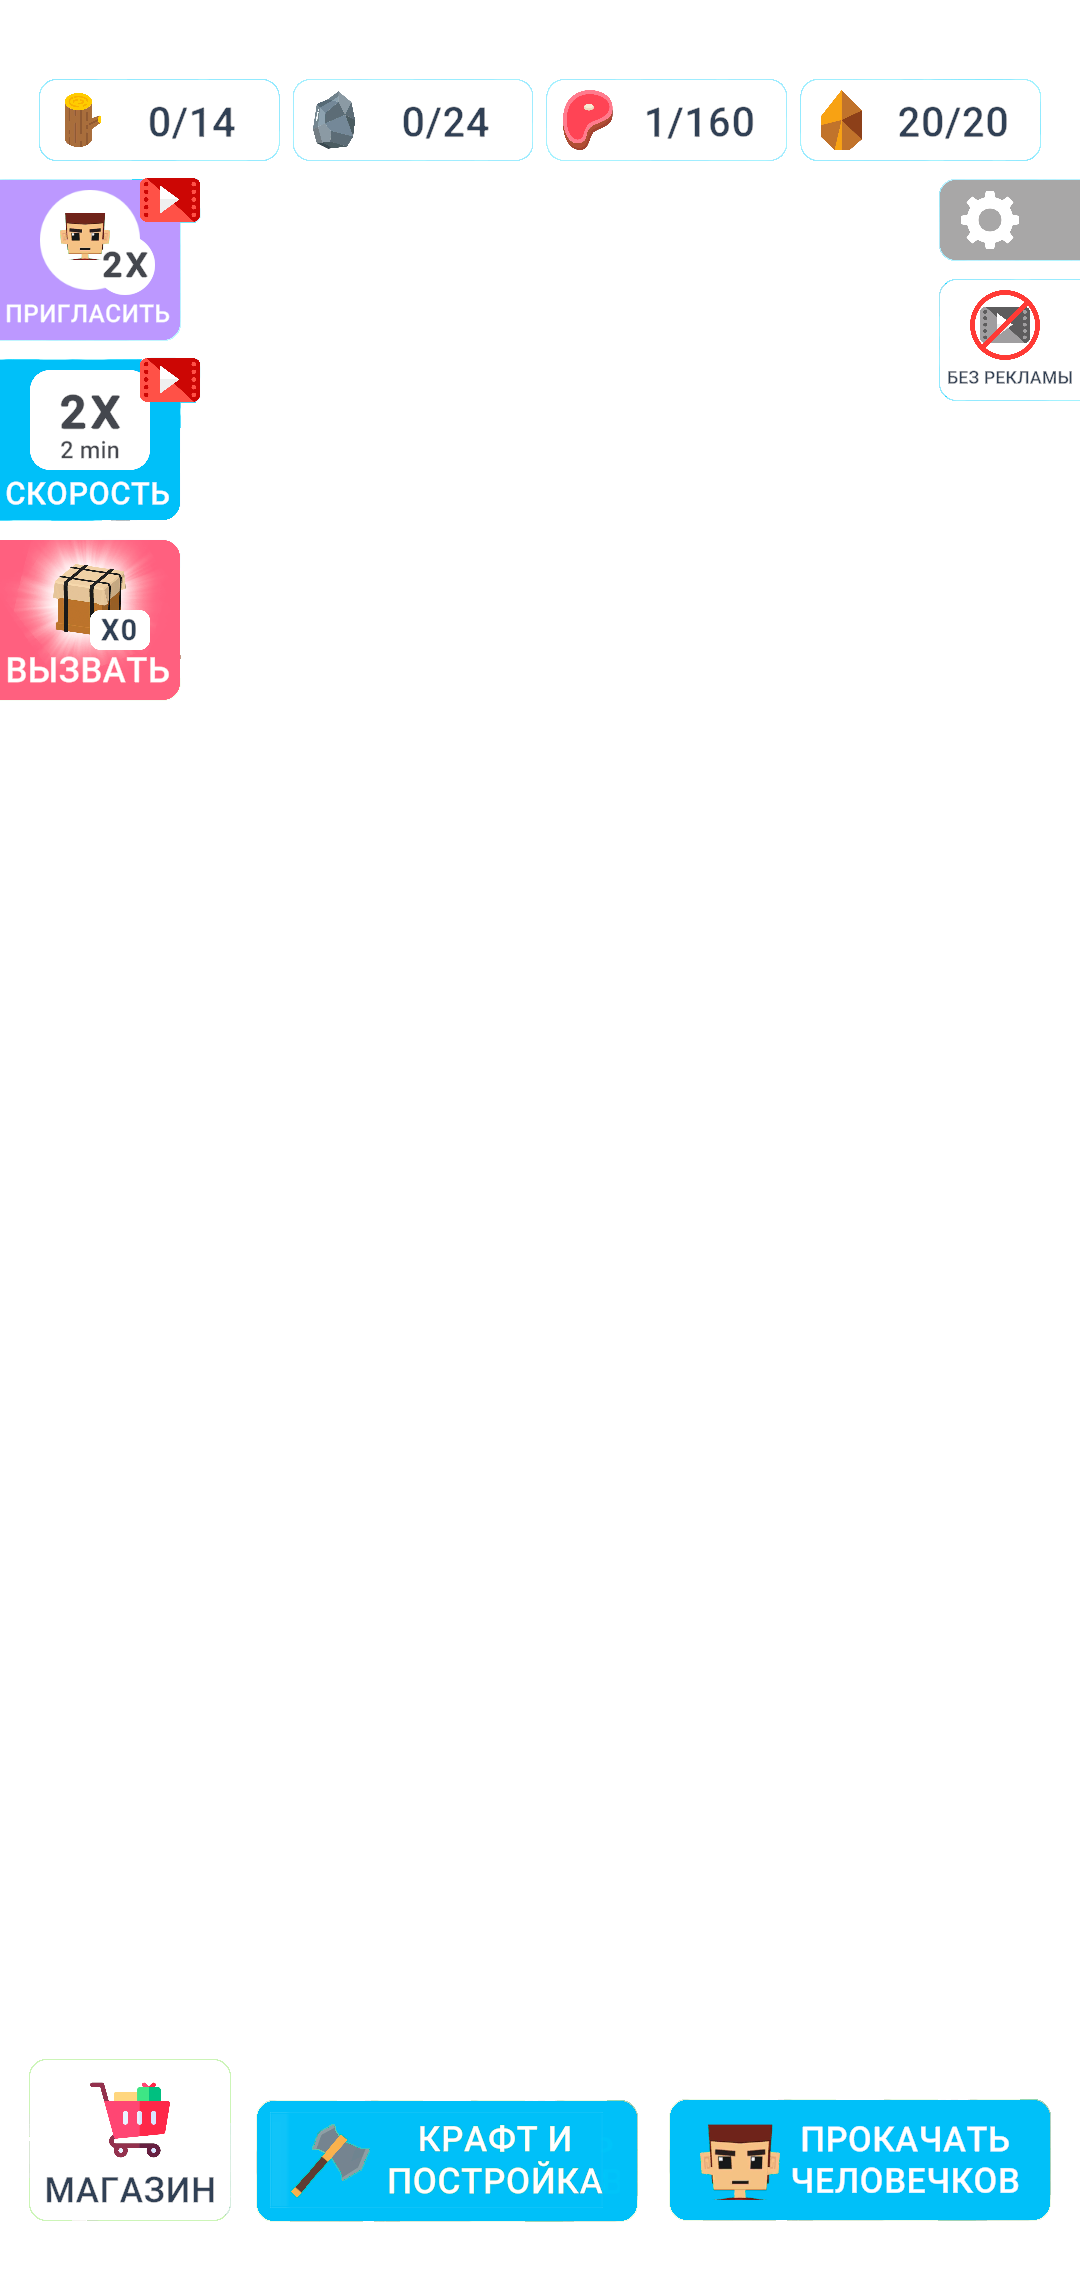 0/14
0/24
1/160
20/20
2X
ПРИГЛАСИТЬ
БЕЗ РЕКЛАМЫ
2X
2 min
СКОРОСТЬ
X0
ВЫЗВАТЬ
МАГАЗИН
КРАФТ И
ПОСТРОЙКА
ПРОКАЧАТЬ
ЧЕЛОВЕЧКОВ